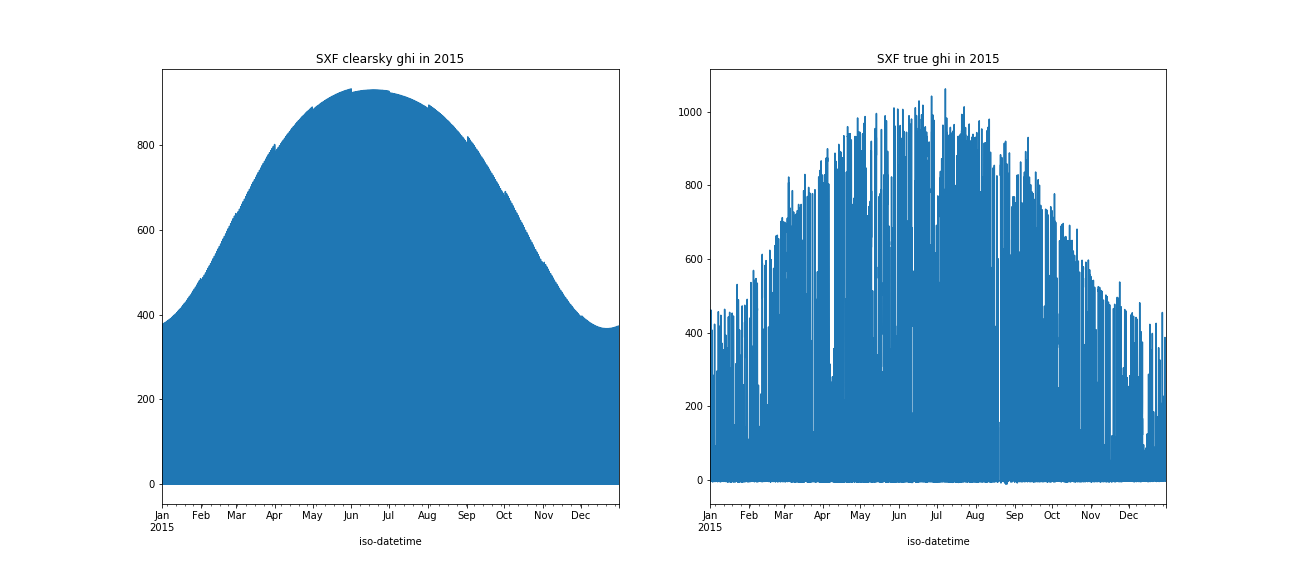 SXF clearsky ghi in 2015
800
600
400
200
0
Jan Feb Mar Apr May Jun Jul Aug Sep Oct Nov Dec
2015
iso-datetime
SXF true ghi in 2015
1000
800
600
400
200
0
Jan Feb Mar Apr May Jun Jul Aug Sep Oct Nov Dec
2015
iso-datetime